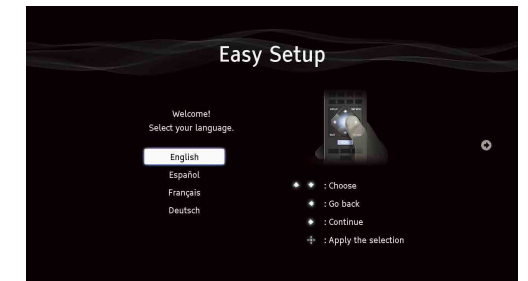 Easy Setup
Welcome!
Select your language.
English
Español
Français
Deutsch
: Choose
: Go back
: Continue
: Apply the selection